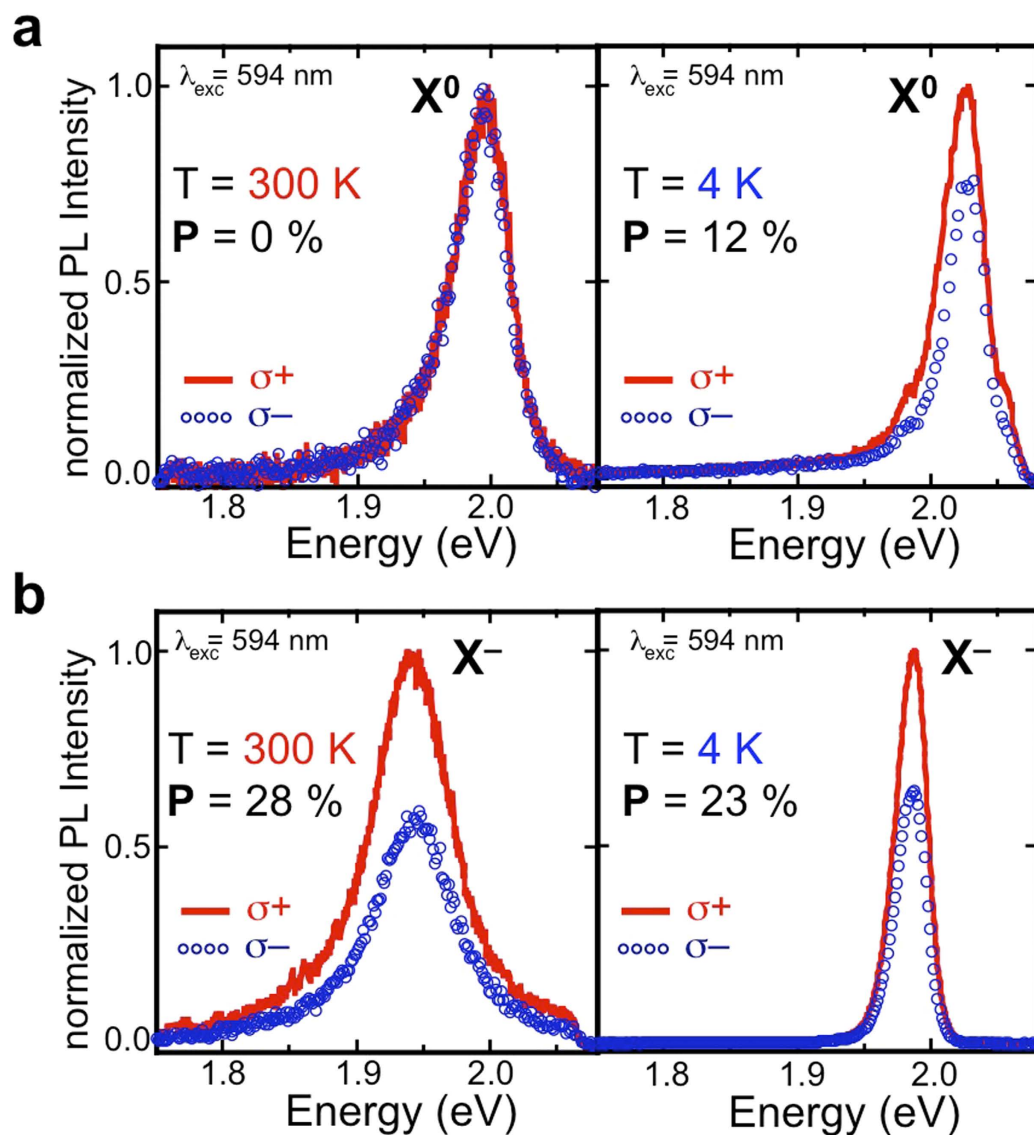 a
normalized PL Intensity
1.0
0.5
0.0
λexc= 594 nm
X⁰
T = 300 K
P = 0 %
σ+
σ–
1.8
1.9
2.0
Energy (eV)
λexc= 594 nm
X⁰
T = 4 K
P = 12 %
σ+
σ–
1.8
1.9
2.0
Energy (eV)
b
normalized PL Intensity
1.0
0.5
0.0
λexc= 594 nm
X⁻
T = 300 K
P = 28 %
σ+
σ–
1.8
1.9
2.0
Energy (eV)
λexc= 594 nm
X⁻
T = 4 K
P = 23 %
σ+
σ–
1.8
1.9
2.0
Energy (eV)